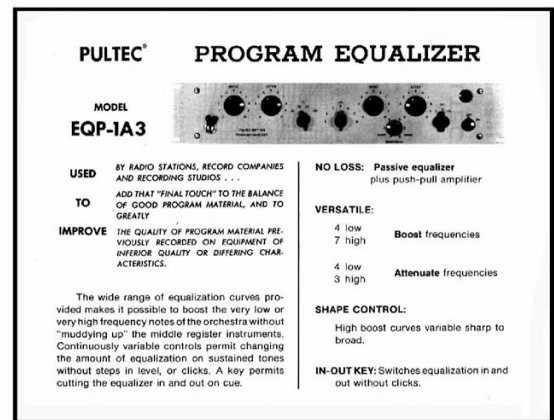 PULTEC®
PROGRAM EQUALIZER
MODEL
EQP-1A3
USED
BY RADIO STATIONS, RECORD COMPANIES
AND RECORDING STUDIOS . . .
TO
ADD THAT "FINAL TOUCH" TO THE BALANCE
OF GOOD PROGRAM MATERIAL, AND TO
GREATLY
IMPROVE
THE QUALITY OF PROGRAM MATERIAL PRE-
VIOUSLY RECORDED ON EQUIPMENT OF
INFERIOR QUALITY OR DIFFERING CHAR-
ACTERISTICS.
The wide range of equalization curves pro-
vided makes it possible to boost the very low or
very high frequency notes of the orchestra without
"muddying up" the middle register instruments.
Continuously variable controls permit changing
the amount of equalization on sustained tones
without steps in level, or clicks. A key permits
cutting the equalizer in and out on cue.
NO LOSS: Passive equalizer
plus push-pull amplifier
VERSATILE:
4 low
7 high
Boost frequencies
4 low
3 high
Attenuate frequencies
SHAPE CONTROL:
High boost curves variable sharp to
broad.
IN-OUT KEY: Switches equalization in and
out without clicks.